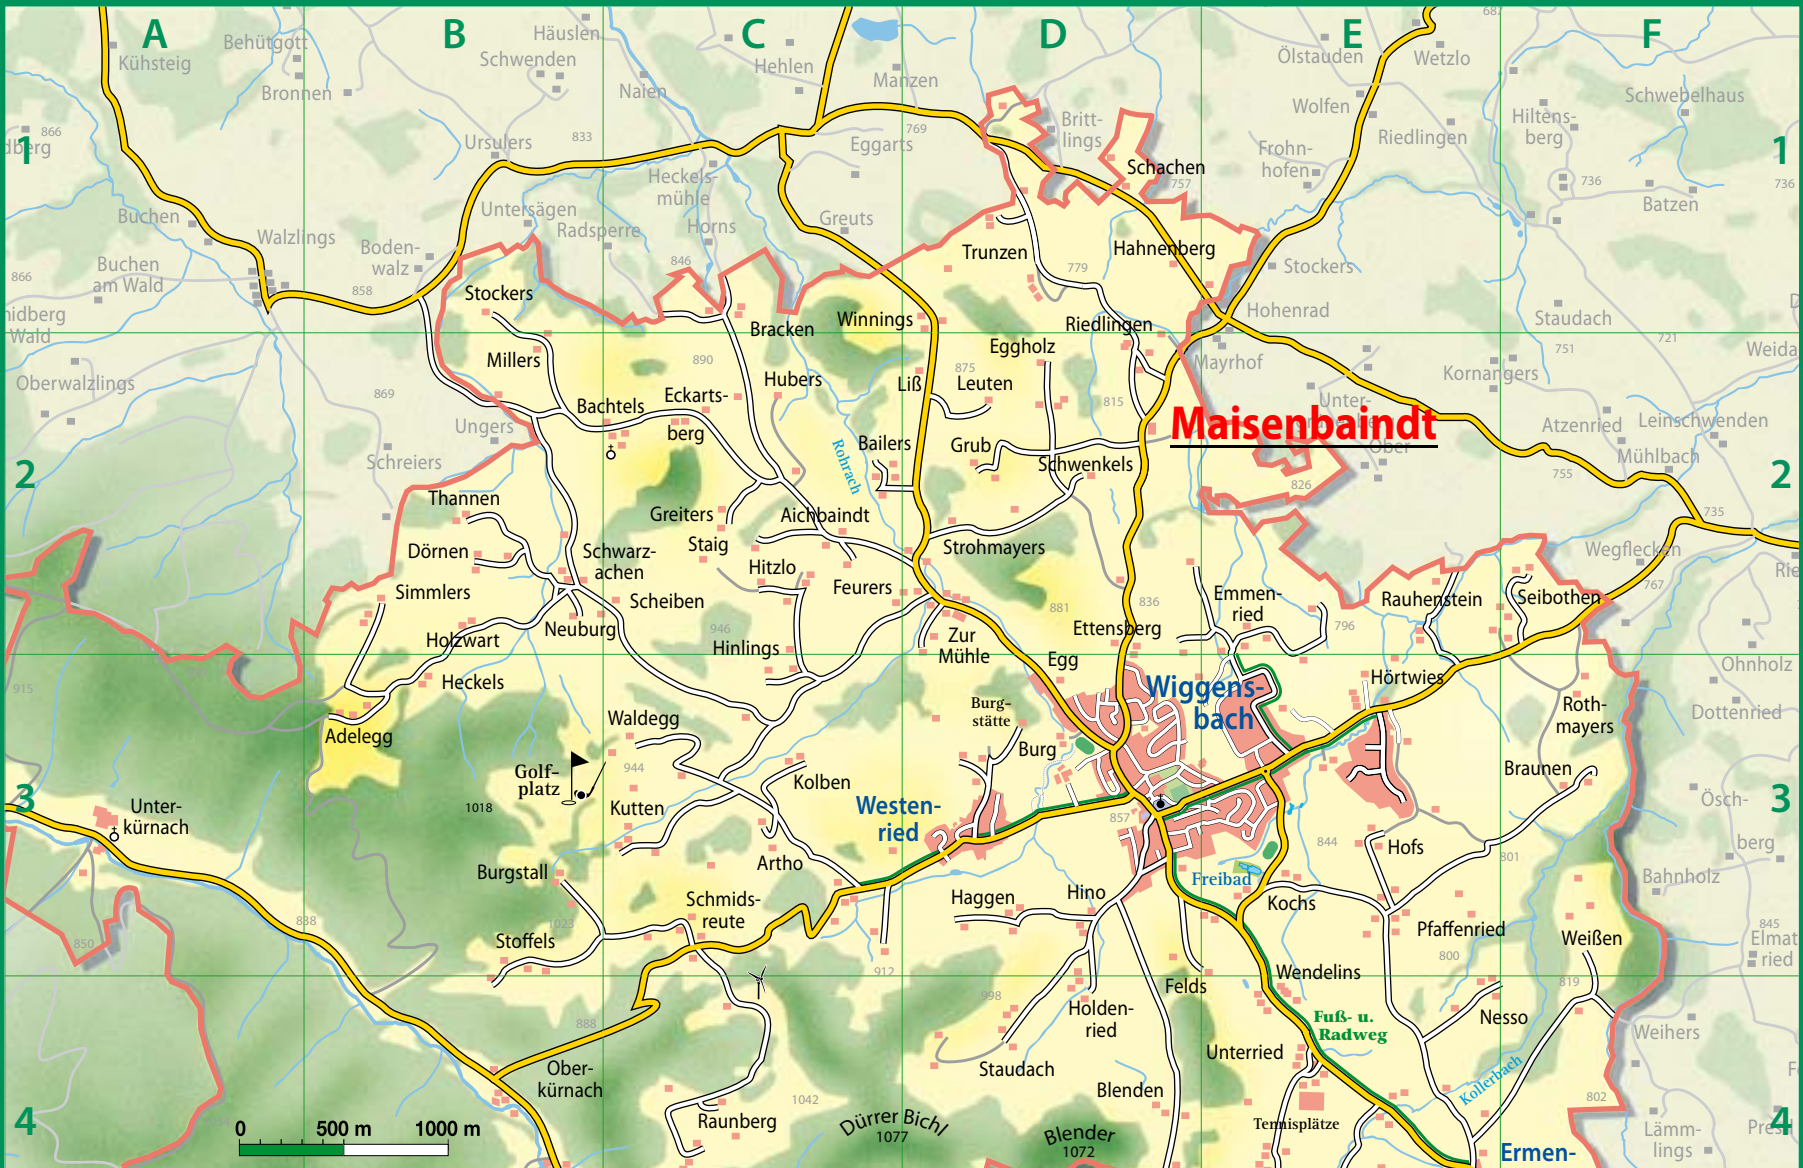 A
B
C
D
E
F
1
1
2
2
3
3
4
4
Kühsteig
Behütgott
Bronnen
Häuslen
Schwenden
Naien
Hehlen
Manzen
Ölstauden
Wetzlo
687
Schwebelhaus
866
dberg
Ursulers
833
769
Eggarts
Britt-
lings
Wolfen
Riedlingen
Hiltens-
berg
Frohn-
hofen
Schachen
757
736
736
Heckels-
mühle
Untersägen
Radsperre
Horns
Greuts
Batzen
Buchen
Walzlings
Boden-
walz
846
Trunzen
Hahnenberg
779
Stockers
866
Buchen
am Wald
858
Stockers
Hohenrad
Staudach
nidberg
Wald
Bracken
Winnings
Riedlingen
Eggholz
Mayrhof
751
721
Weida
Millers
890
Hubers
Liß
875
Leuten
Kornangers
Oberwalzlings
869
Eckarts-
berg
Bachtels
815
Unter-
Maisenbaindt
Ober
Atzenried
Leinschwenden
Ungers
Rohrach
Bailers
Grub
Schwenkels
Mühlbach
Schreiers
826
755
Thannen
Greiters
Aichbaindt
735
Dörnen
Schwarz-
achen
Staig
Hitzlo
Strohmayers
Wegflecken
Rie
767
Simmlers
Scheiben
Feurers
881
836
Emmen-
ried
796
Rauhenstein
Seibothen
Holzwart
Neuburg
946
Hinlings
Zur
Mühle
Ettensberg
Egg
Ohnholz
915
Heckels
Wiggens-
bach
Hörtwies
Waldegg
Burg-
stätte
Roth-
mayers
Dottenried
Adelegg
Burg
Golf-
platz
944
Kolben
Braunen
1018
Kutten
Westen-
ried
857
Ösch-
berg
Unter-
kürnach
Artho
844
Hofs
801
Burgstall
Freibad
Bahnholz
Schmids-
reute
Haggen
Hino
Kochs
1023
838
850
Stoffels
Pfaffenried
Weißen
845
Elmat
ried
912
800
Wendelins
819
Felds
998
Holden-
ried
Fuß- u.
Radweg
Nesso
888
Weihers
Unterried
Ober-
kürnach
Staudach
Blenden
Kollerbach
802
1042
Raunberg
Dürrer Bichl
1077
Blender
1072
Tennisplätze
Lämm-
lings
0 500 m 1000 m
Ermen-